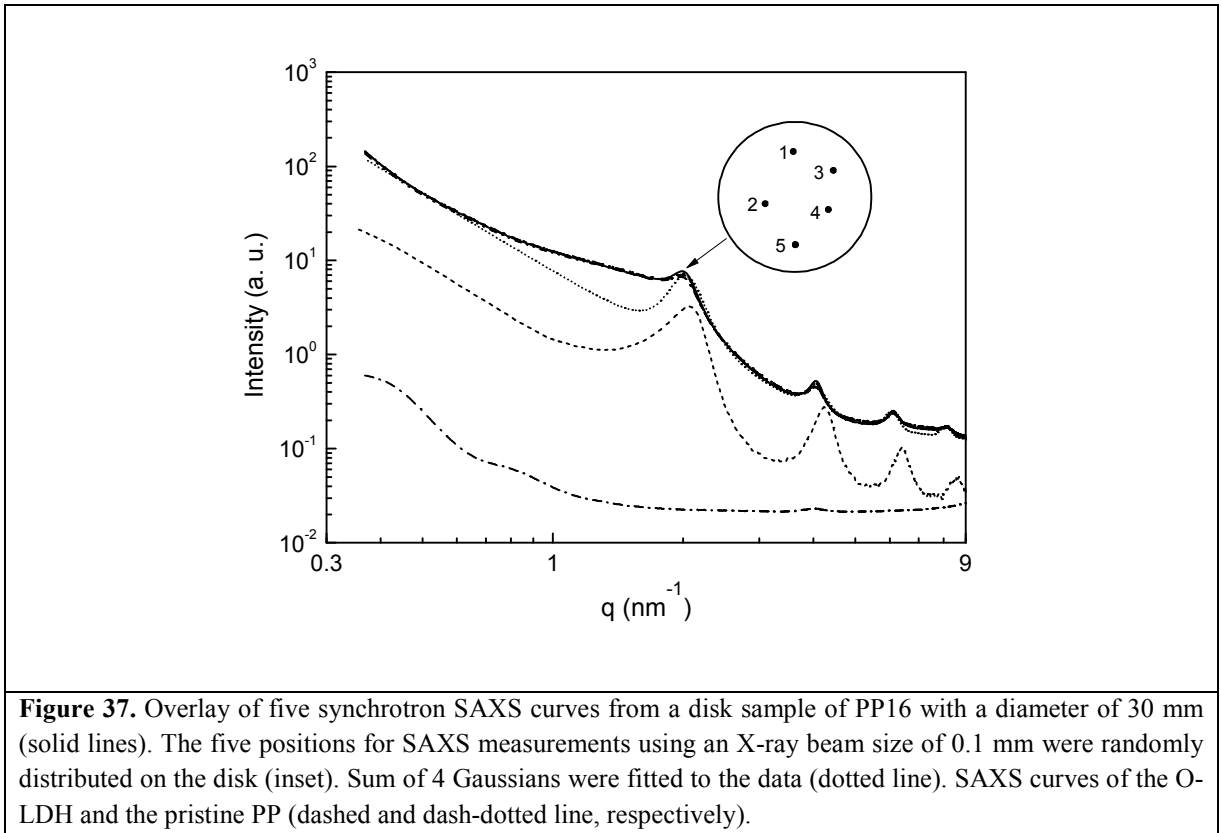 10³
10²
10¹
10⁰
10⁻¹
10⁻²
Intensity (a. u.)
1
3
2
4
5
0.3
1
9
q (nm⁻¹)
Figure 37. Overlay of five synchrotron SAXS curves from a disk sample of PP16 with a diameter of 30 mm
(solid lines). The five positions for SAXS measurements using an X-ray beam size of 0.1 mm were randomly
distributed on the disk (inset). Sum of 4 Gaussians were fitted to the data (dotted line). SAXS curves of the O-
LDH and the pristine PP (dashed and dash-dotted line, respectively).